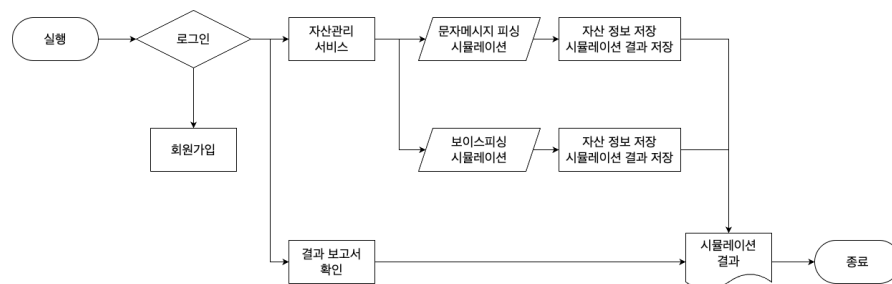 실행
로그인
회원가입
자산관리
서비스
문자메시지 피싱
시뮬레이션
자산 정보 저장
시뮬레이션 결과 저장
보이스피싱
시뮬레이션
자산 정보 저장
시뮬레이션 결과 저장
결과 보고서
확인
시뮬레이션
결과
종료